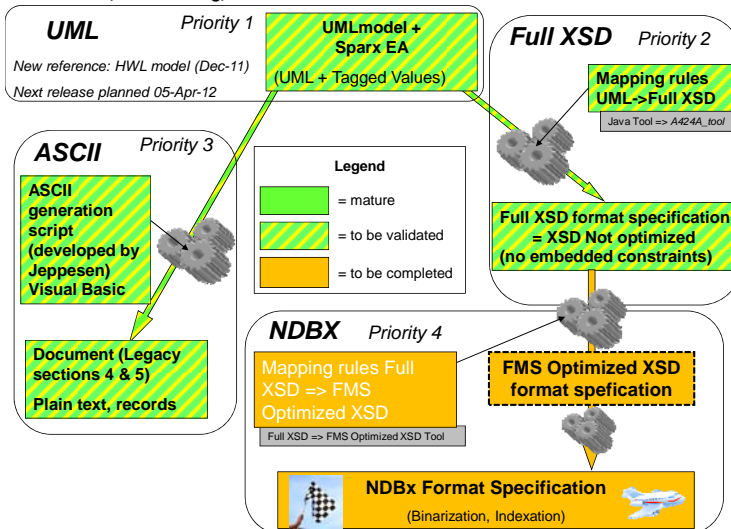 UML
Priority 1
New reference: HWL model (Dec-11)
Next release planned 05-Apr-12
UMLmodel +
Sparx EA
(UML + Tagged Values)
Full XSD
Priority 2
Mapping rules
UML->Full XSD
Java Tool => A424A_tool
Full XSD format specification
= XSD Not optimized
(no embedded constraints)
ASCII
Priority 3
ASCII
generation
script
(developed by
Jeppesen)
Visual Basic
Document (Legacy
sections 4 & 5)
Plain text, records
Legend
= mature
= to be validated
= to be completed
NDBX
Priority 4
Mapping rules Full
XSD => FMS
Optimized XSD
Full XSD => FMS Optimized XSD Tool
FMS Optimized XSD
format spefication
NDBx Format Specification
(Binarization, Indexation)